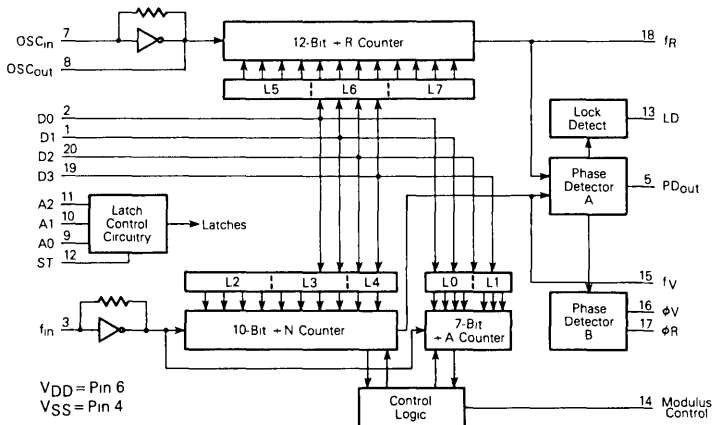 OSCin 7
OSCout 8
12-Bit ÷ R Counter
18 fR
L5 L6 L7
D0 2
D1 1
D2 20
D3 19
Lock Detect
13 LD
Phase Detector A
5 PDout
A2 11
A1 10
A0 9
ST 12
Latch Control Circuitry
Latches
15 fV
L2 L3 L4
L0 L1
fin 3
10-Bit ÷ N Counter
7-Bit ÷ A Counter
Phase Detector B
16 ϕV
17 ϕR
VDD = Pin 6
VSS = Pin 4
Control Logic
14 Modulus Control